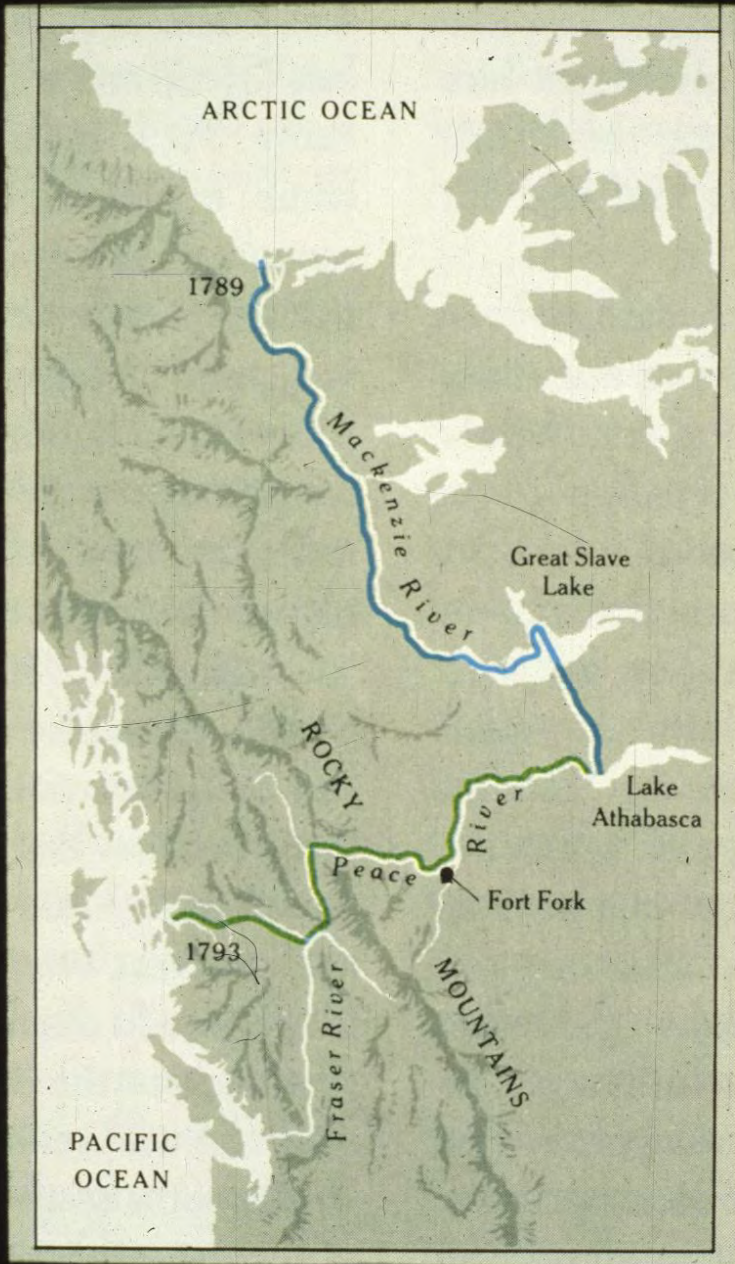 ARCTIC OCEAN
1789
Mackenzie River
Great Slave
Lake
ROCKY
Lake
Athabasca
Peace River
Fort Fork
1793
MOUNTAINS
Fraser River
PACIFIC
OCEAN